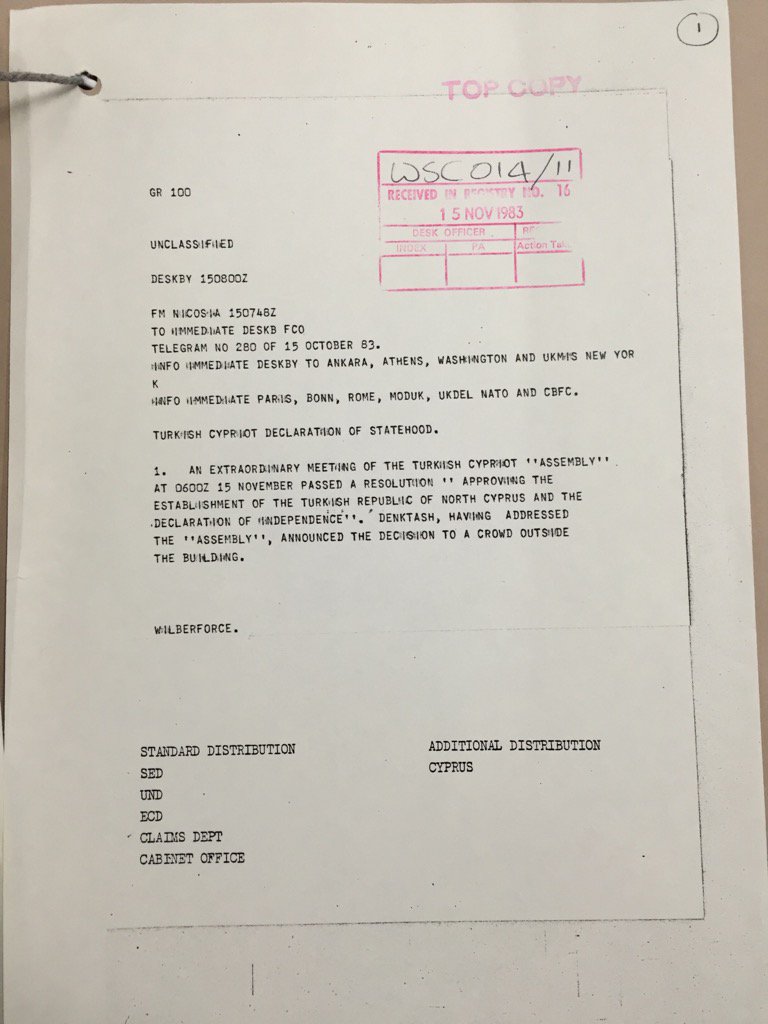 1
TOP COPY
WSC 014/11
RECEIVED IN REGISTRY NO. 16
15 NOV 1983
DESK OFFICER
INDEX PA Action
GR 100
UNCLASSIFIED
DESKBY 150800Z
FM NICOSIA 150748Z
TO IMMEDIATE DESKB FCO
TELEGRAM NO 280 OF 15 OCTOBER 83.
INFO IMMEDIATE DESKBY TO ANKARA, ATHENS, WASHINGTON AND UKMIS NEW YOR
K
INFO IMMEDIATE PARIS, BONN, ROME, MODUK, UKDEL NATO AND CBFC.
TURKISH CYPRIOT DECLARATION OF STATEHOOD.
1. AN EXTRAORDINARY MEETING OF THE TURKISH CYPRIOT ''ASSEMBLY''
AT 0600Z 15 NOVEMBER PASSED A RESOLUTION '' APPROVING THE
ESTABLISHMENT OF THE TURKISH REPUBLIC OF NORTH CYPRUS AND THE
DECLARATION OF INDEPENDENCE''. DENKTASH, HAVING ADDRESSED
THE ''ASSEMBLY'', ANNOUNCED THE DECISION TO A CROWD OUTSIDE
THE BUILDING.
WILBERFORCE.
STANDARD DISTRIBUTION
SED
UND
ECD
CLAIMS DEPT
CABINET OFFICE
ADDITIONAL DISTRIBUTION
CYPRUS